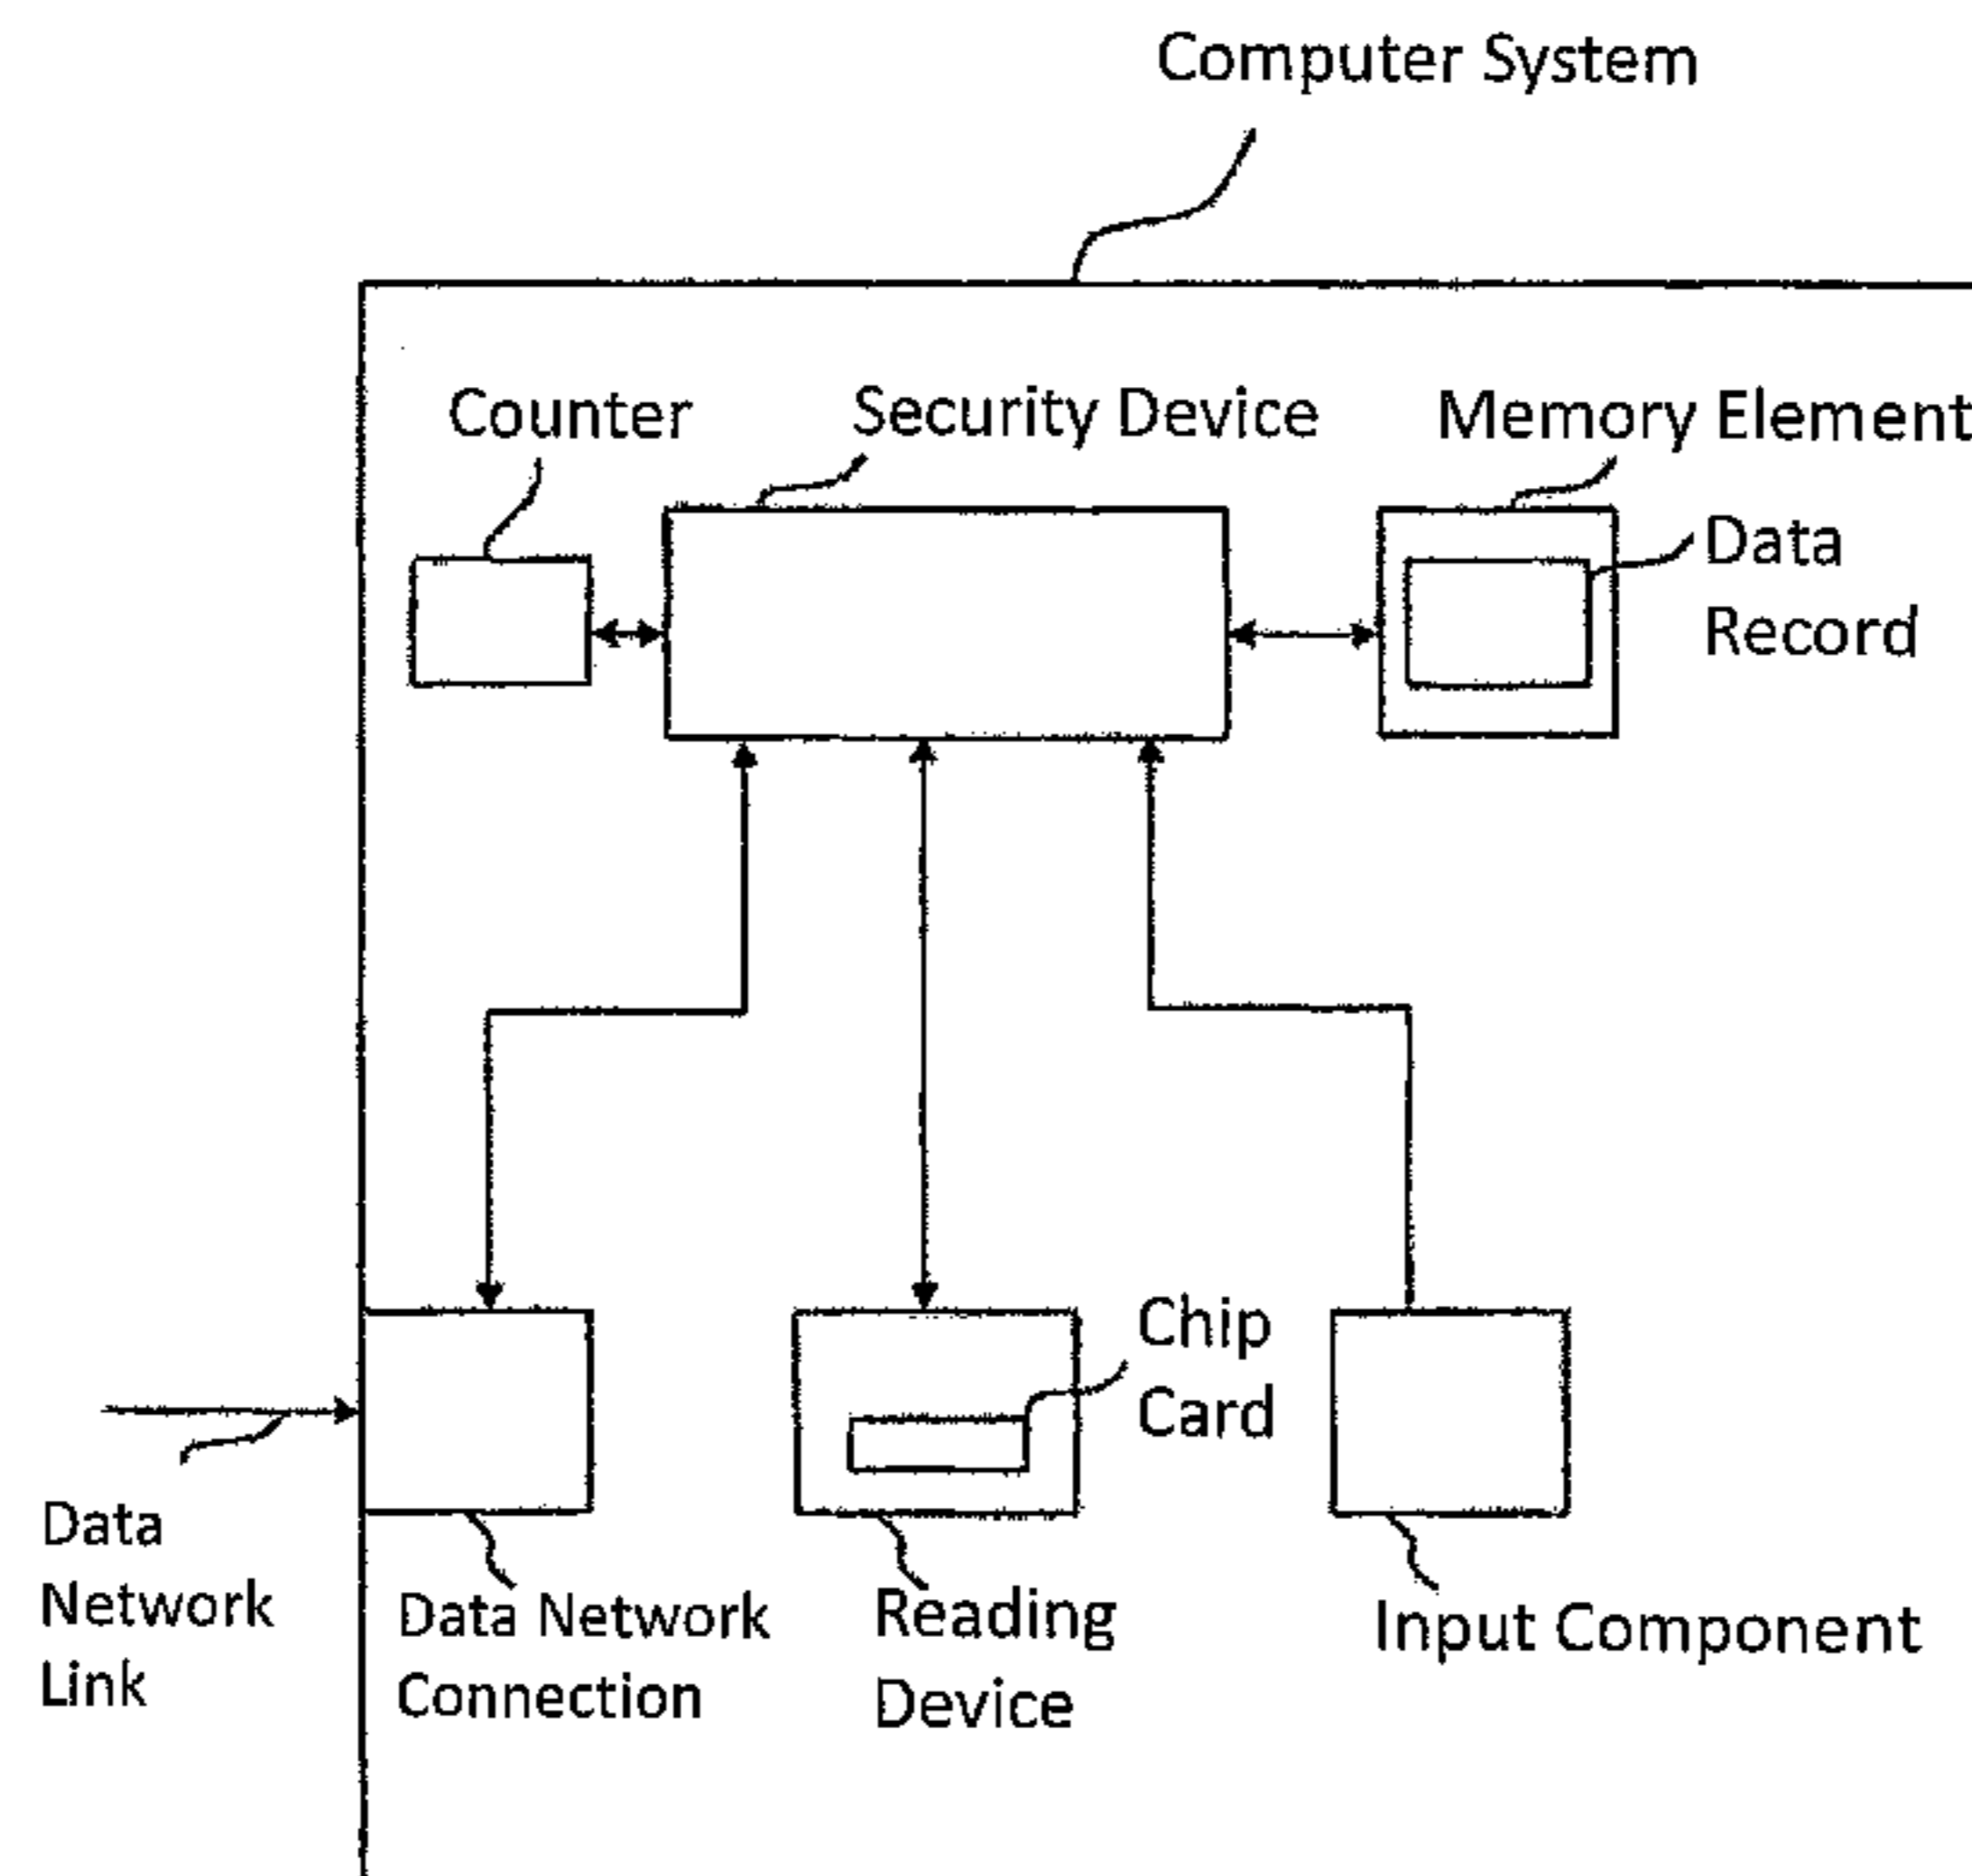 Computer System
Counter
Security Device
Memory Element
Data
Record
Chip
Card
Data
Network
Link
Data Network
Connection
Reading
Device
Input Component